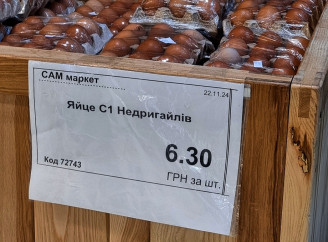 САМ маркет
22.11.24
Яйце С1 Недригайлів
6.30
Код 72743
ГРН за шт.